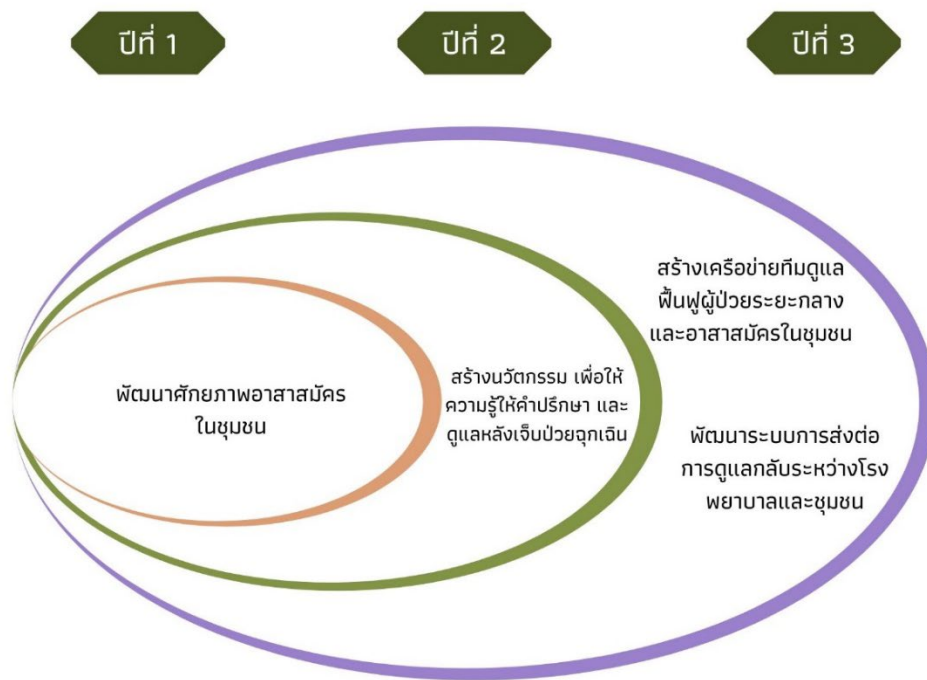 ปีที่ 1
ปีที่ 2
ปีที่ 3
พัฒนาศักยภาพอาสาสมัคร
ในชุมชน
สร้างนวัตกรรม เพื่อให้
ความรู้ให้คำปรึกษา และ
ดูแลหลังเจ็บป่วยฉุกเฉิน
สร้างเครือข่ายทีมดูแล
ฟื้นฟูผู้ป่วยระยะกลาง
และอาสาสมัครในชุมชน
พัฒนาระบบการส่งต่อ
การดูแลกลับระหว่างโรง
พยาบาลและชุมชน